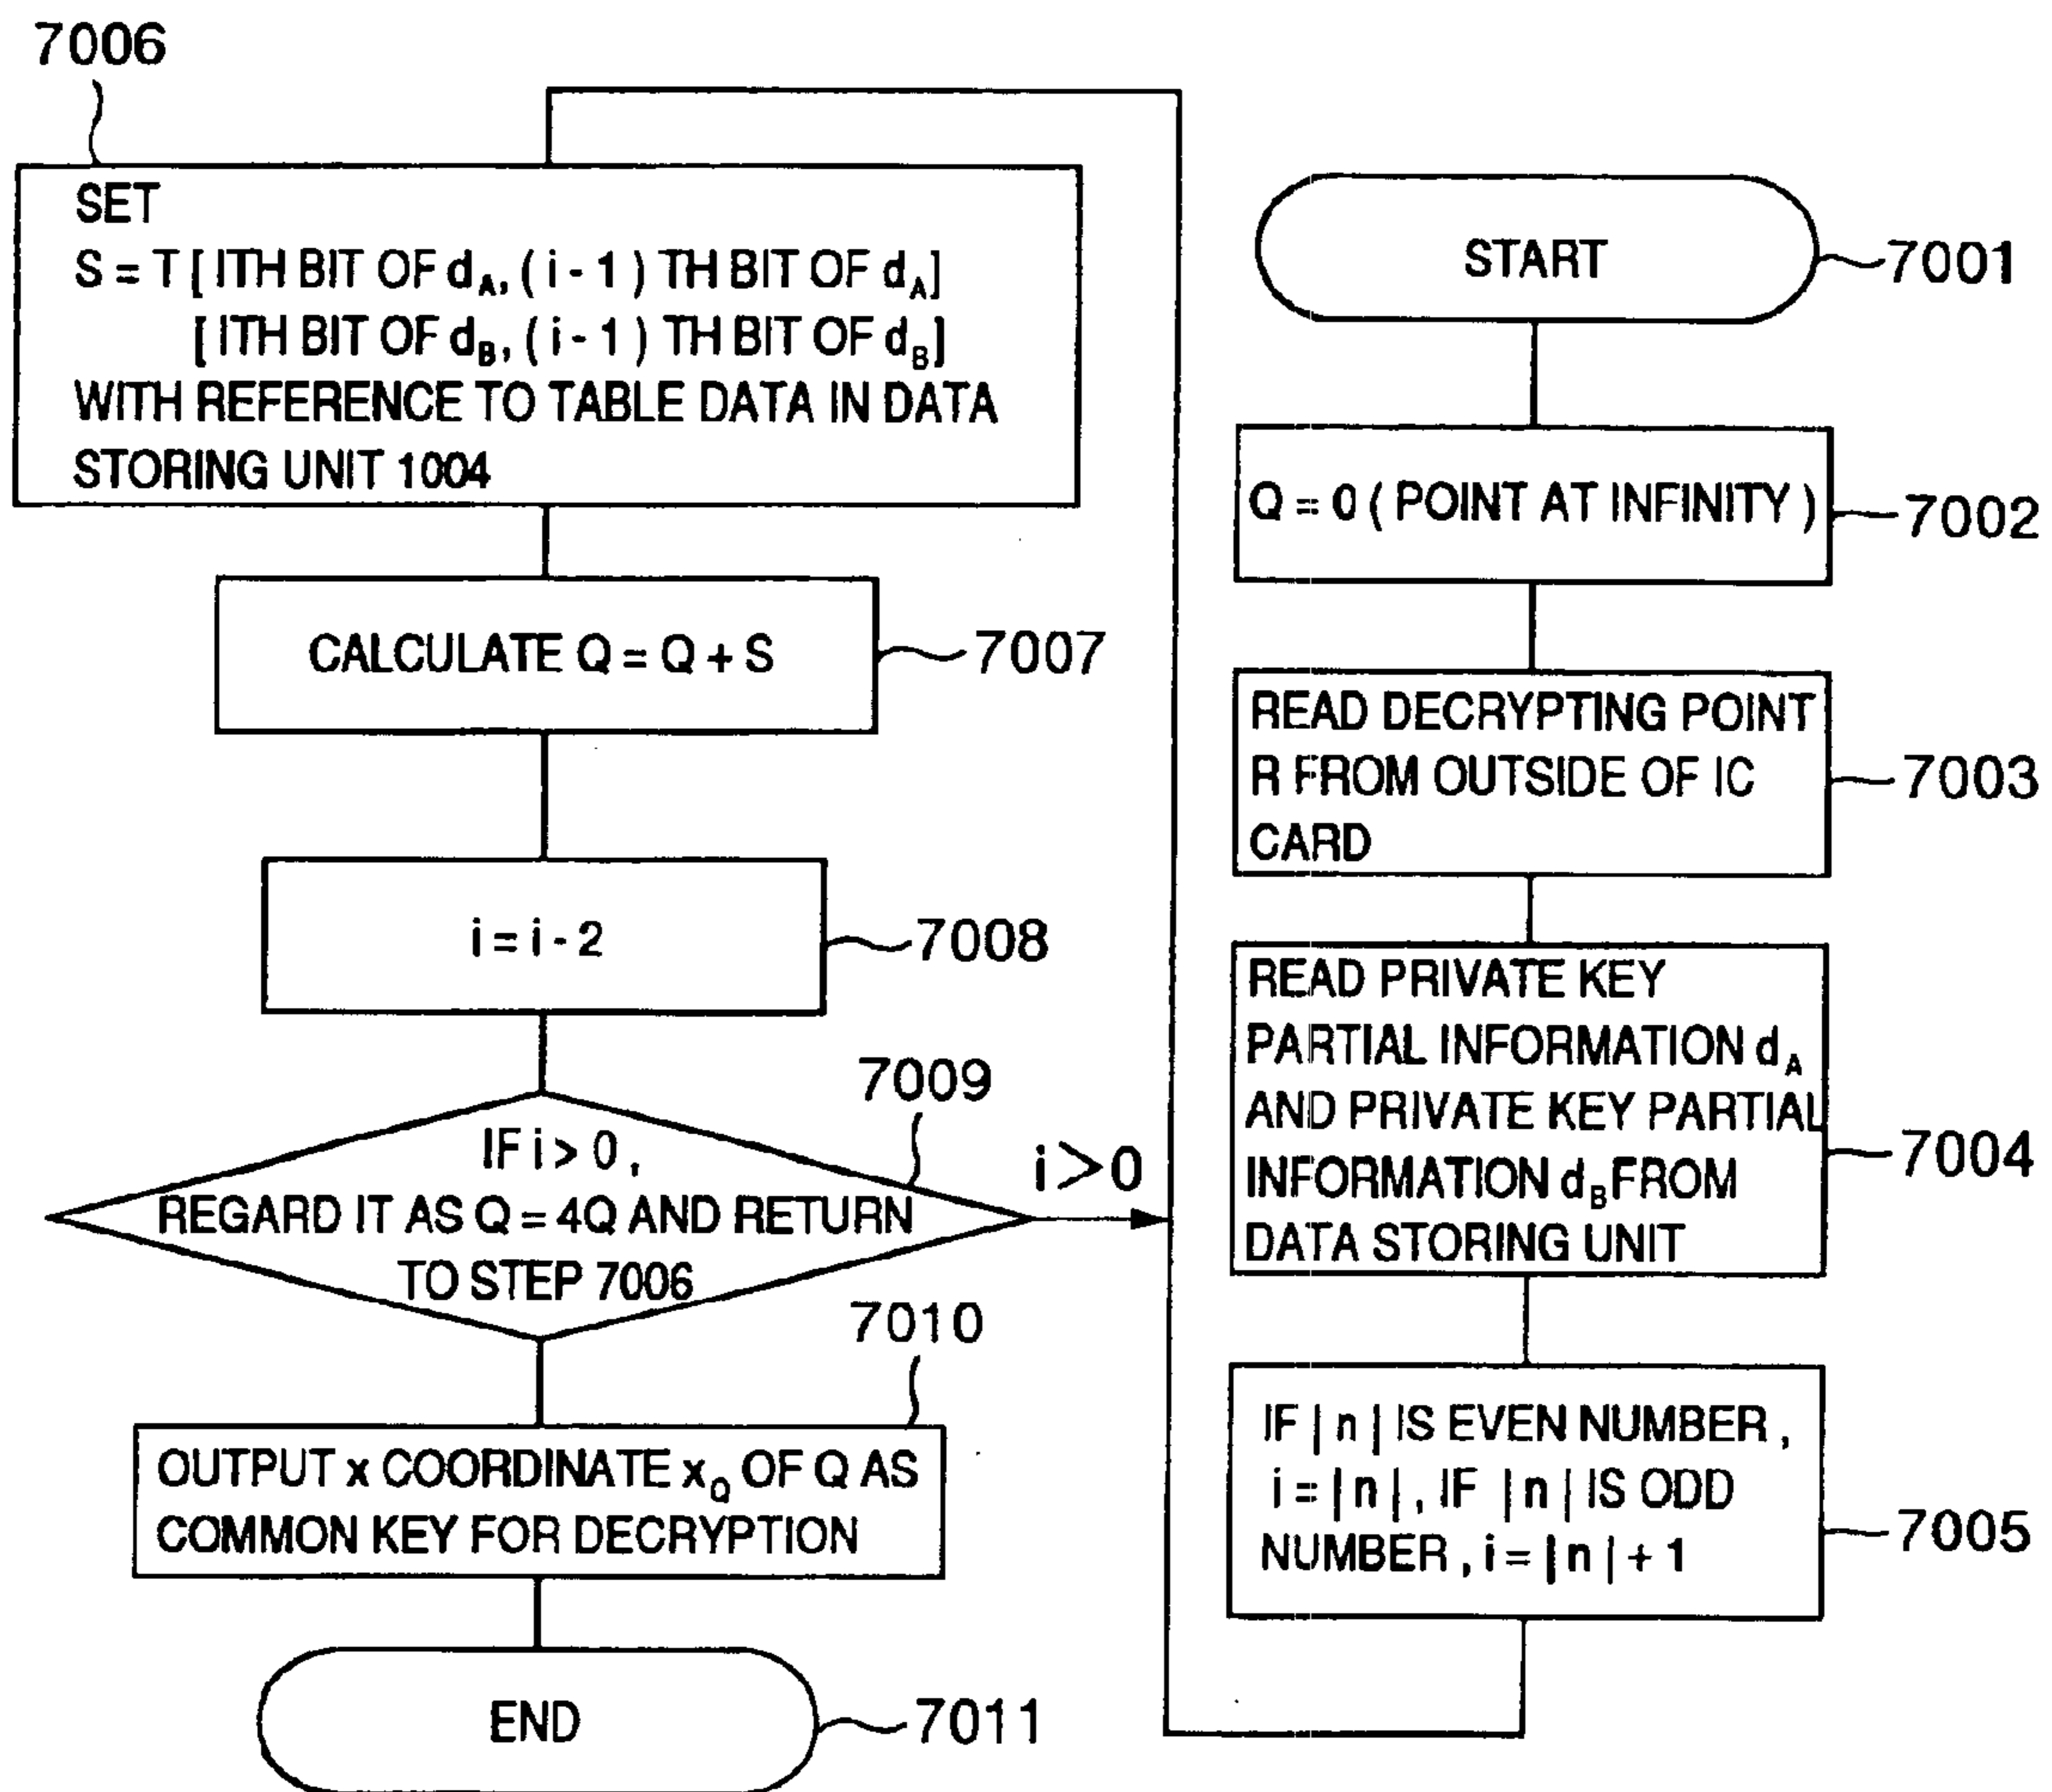 7006
SET
S = T [ ITH BIT OF dA, ( i - 1 ) TH BIT OF dA]
[ ITH BIT OF dB, ( i - 1 ) TH BIT OF dB]
WITH REFERENCE TO TABLE DATA IN DATA
STORING UNIT 1004
CALCULATE Q = Q + S
7007
i = i - 2
7008
7009
IF i > 0 ,
REGARD IT AS Q = 4Q AND RETURN
TO STEP 7006
i > 0
7010
OUTPUT x COORDINATE xQ OF Q AS
COMMON KEY FOR DECRYPTION
END
7011
START
7001
Q = 0 ( POINT AT INFINITY )
7002
READ DECRYPTING POINT
R FROM OUTSIDE OF IC
CARD
7003
READ PRIVATE KEY
PARTIAL INFORMATION dA
AND PRIVATE KEY PARTIAL
INFORMATION dB FROM
DATA STORING UNIT
7004
IF | n | IS EVEN NUMBER ,
i = | n | , IF | n | IS ODD
NUMBER , i = | n | + 1
7005